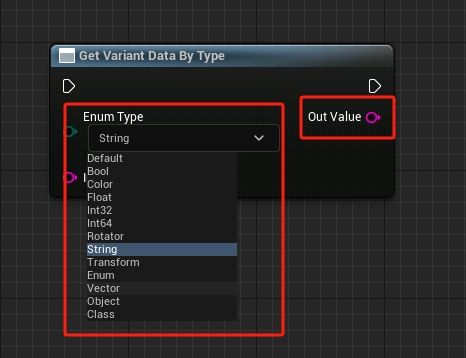 Get Variant Data By Type
Enum Type
Out Value
String
Default
Bool
Color
Float
Int32
Int64
Rotator
String
Transform
Enum
Vector
Object
Class